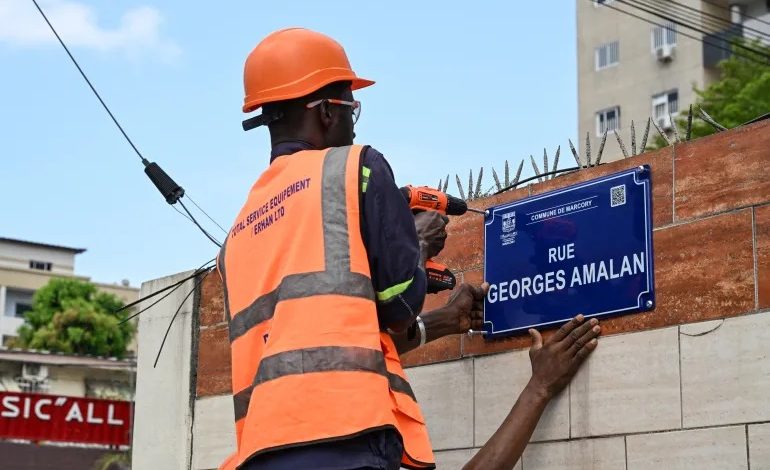 TOTAL SERVICE EQUIPEMENT
ERHAN LTD
COMMUNE DE MARCORY
RUE
GEORGES AMALAN
SIC'ALL